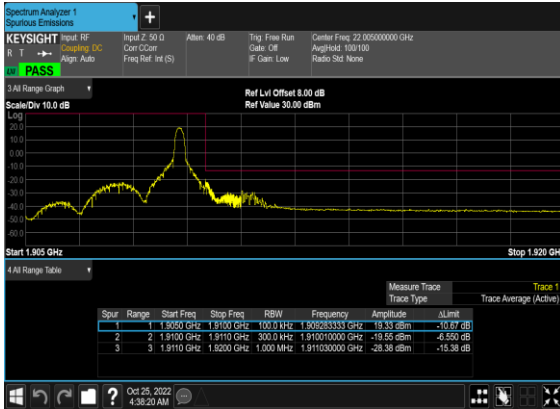 Spectrum Analyzer 1
Spurious Emissions
+
KEYSIGHT Input: RF Input Z: 50 Ω Atten: 40 dB Trig: Free Run Center Freq: 22.005000000 GHz
R T Coupling: DC Corr CCorr Gate: Off Avg|Hold: 100/100
Align: Auto Freq Ref: Int (S) IF Gain: Low Radio Std: None
PASS
3 All Range Graph
Ref Lvl Offset 8.00 dB
Scale/Div 10.0 dB Ref Value 30.00 dBm
Log
20.0
10.0
0.00
-10.0
-20.0
-30.0
-40.0
-50.0
-60.0
Start 1.905 GHz Stop 1.920 GH
4 All Range Table
Measure Trace Trace 1
Trace Type Trace Average (Active)
Spur Range Start Freq Stop Freq RBW Frequency Amplitude ΔLimit
1 1 1.9050 GHz 1.9100 GHz 100.0 kHz 1.909283333 GHz 19.33 dBm -10.67 dB
2 2 1.9100 GHz 1.9110 GHz 300.0 kHz 1.910010000 GHz -19.55 dBm -6.550 dB
3 3 1.9110 GHz 1.9200 GHz 1.000 MHz 1.911030000 GHz -28.38 dBm -15.38 dB
? Oct 25, 2022
4:38:20 AM